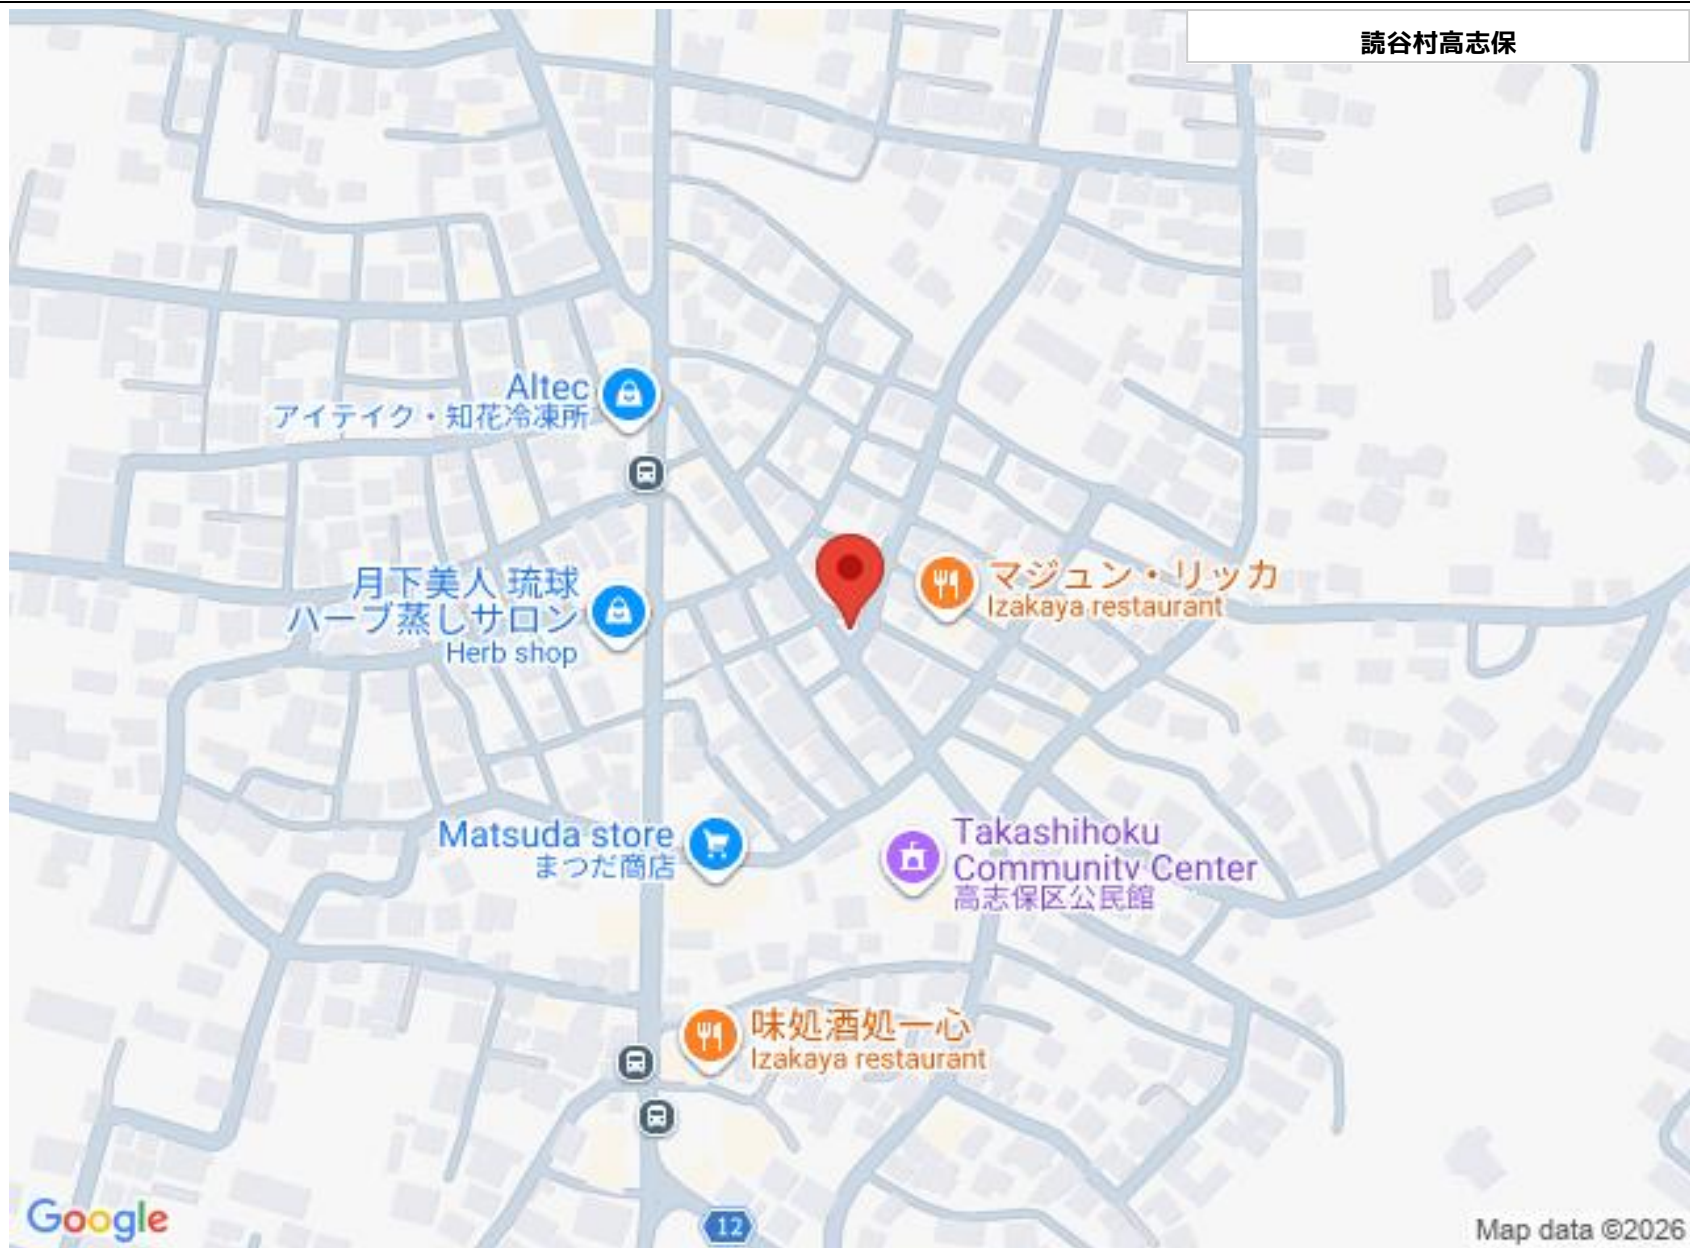 読谷村高志保
Altec
アイテイク・知花冷凍所
月下美人 琉球
ハーブ蒸しサロン
Herb shop
マジュン・リッカ
Izakaya restaurant
Matsuda store
まつだ商店
Takashihoku
Community Center
高志保区公民館
味処酒処一心
Izakaya restaurant
12
Google
Map data ©2026